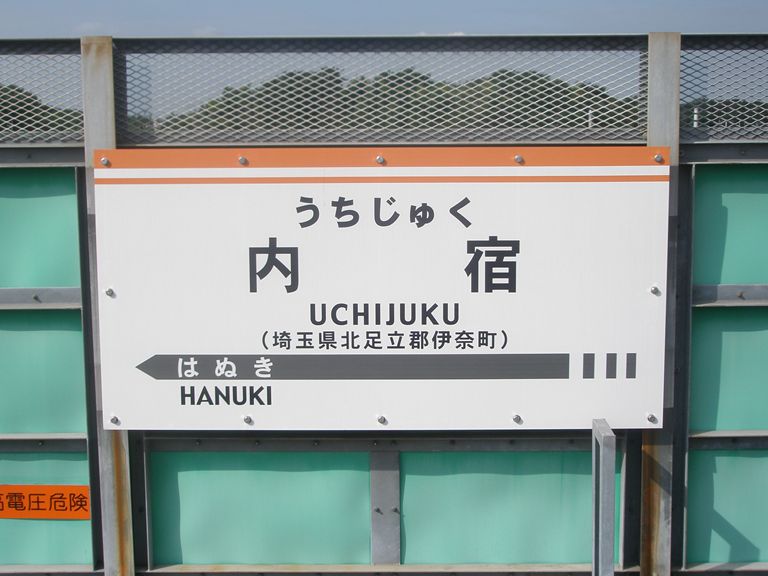 うちじゅく
内 宿
UCHIJUKU
（埼玉県北足立郡伊奈町）
はぬき
HANUKI
高電圧危険